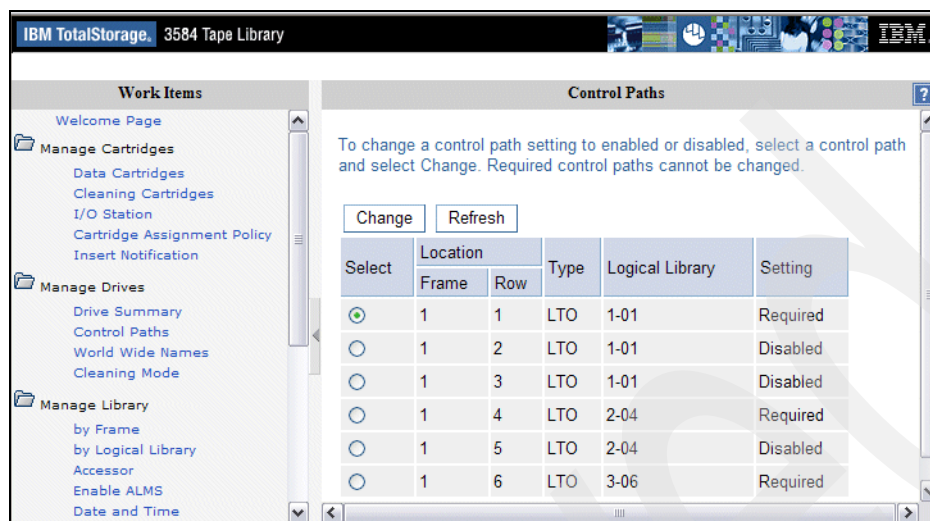 IBM TotalStorage. 3584 Tape Library
IBM.
Work Items
Welcome Page
Manage Cartridges
Data Cartridges
Cleaning Cartridges
I/O Station
Cartridge Assignment Policy
Insert Notification
Manage Drives
Drive Summary
Control Paths
World Wide Names
Cleaning Mode
Manage Library
by Frame
by Logical Library
Accessor
Enable ALMS
Date and Time
Control Paths
?
To change a control path setting to enabled or disabled, select a control path
and select Change. Required control paths cannot be changed.
Change Refresh
Select Location Type Logical Library Setting
Frame Row
1 1 LTO 1-01 Required
1 2 LTO 1-01 Disabled
1 3 LTO 1-01 Disabled
1 4 LTO 2-04 Required
1 5 LTO 2-04 Disabled
1 6 LTO 3-06 Required